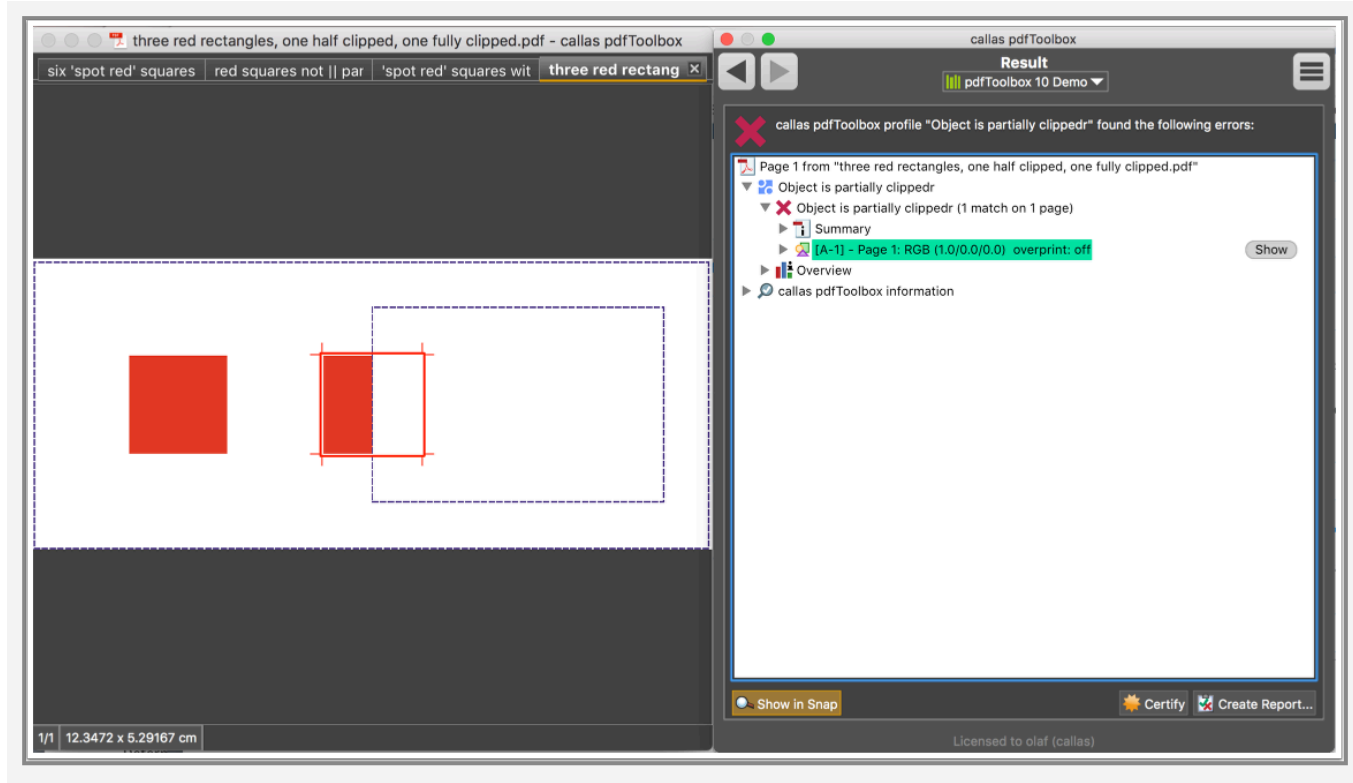 three red rectangles, one half clipped, one fully clipped.pdf - callas pdfToolbox
six 'spot red' squares
red squares not || par
'spot red' squares wit
three red rectang
1/1
12.3472 x 5.29167 cm
callas pdfToolbox
Result
pdfToolbox 10 Demo
callas pdfToolbox profile "Object is partially clippedr" found the following errors:
Page 1 from "three red rectangles, one half clipped, one fully clipped.pdf"
Object is partially clippedr
Object is partially clippedr (1 match on 1 page)
Summary
[A-1] - Page 1: RGB (1.0/0.0/0.0) overprint: off
Show
Overview
callas pdfToolbox information
Show in Snap
Certify
Create Report...
Licensed to olaf (callas)